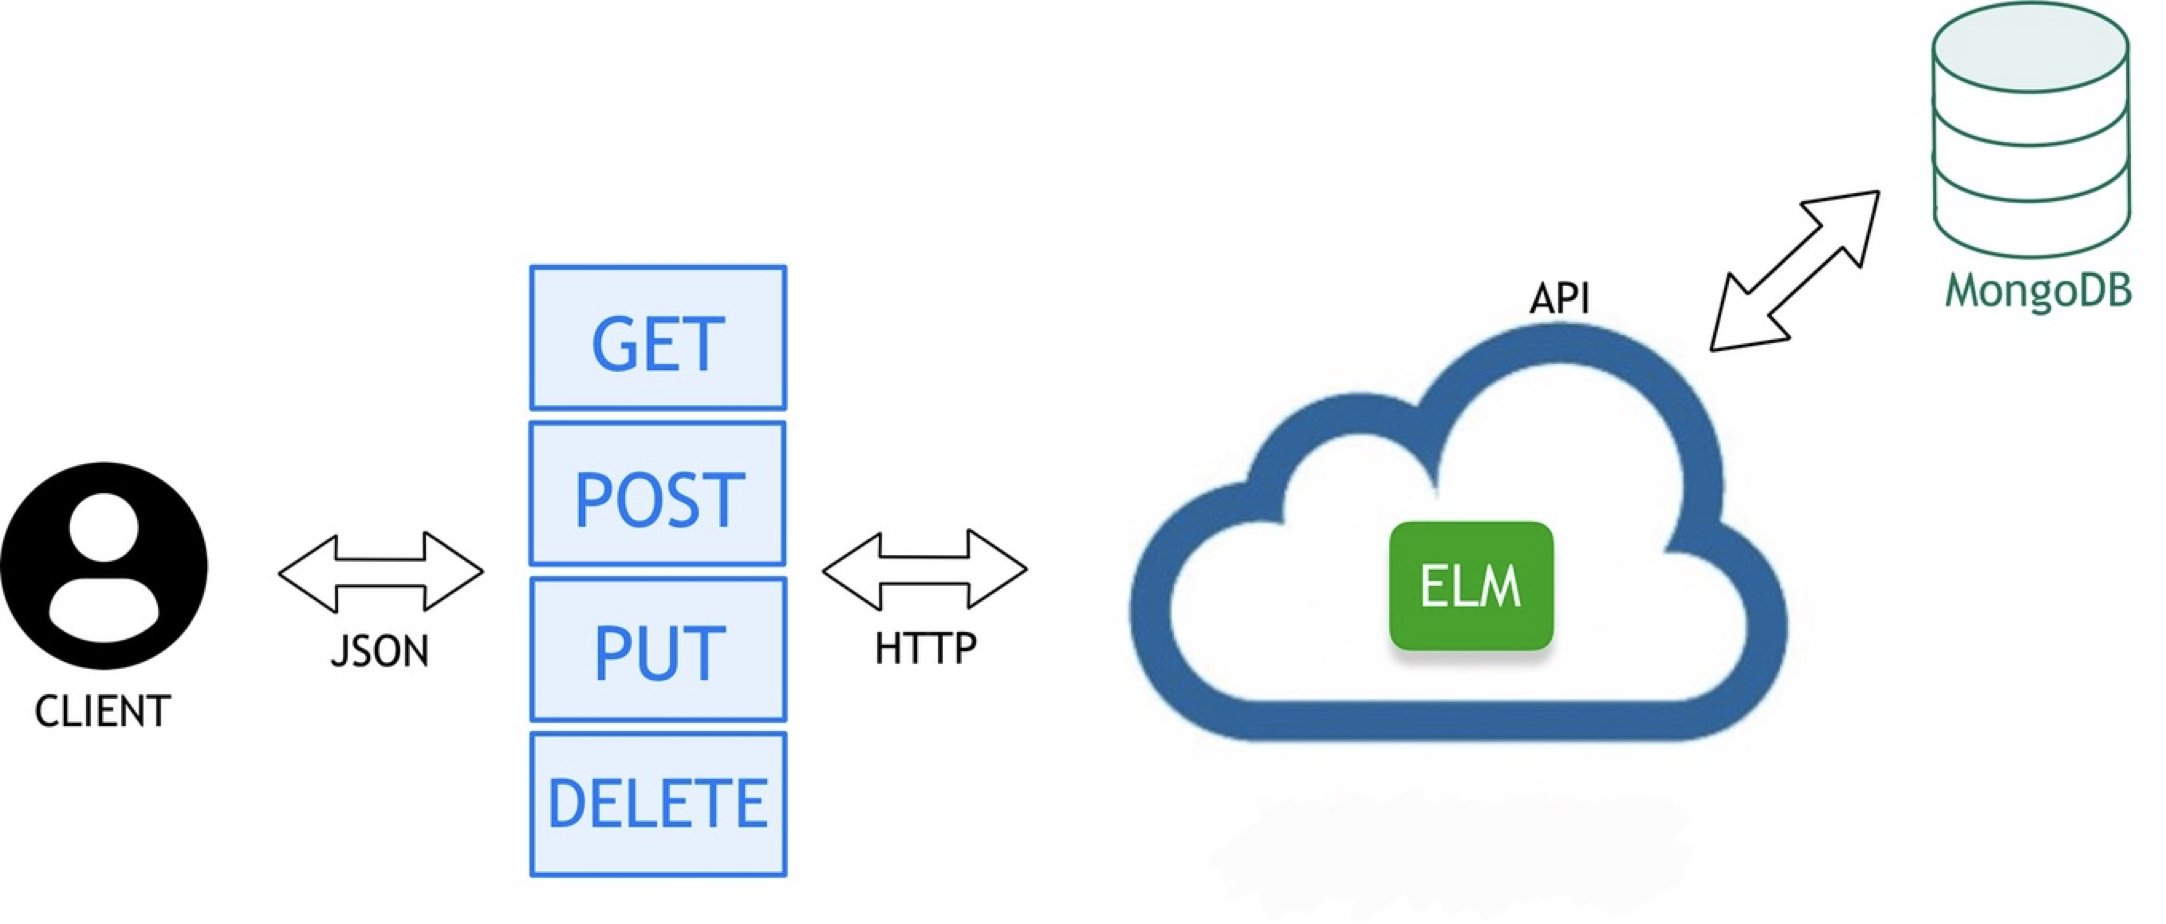 CLIENT
JSON
GET
POST
PUT
DELETE
HTTP
API
ELM
MongoDB